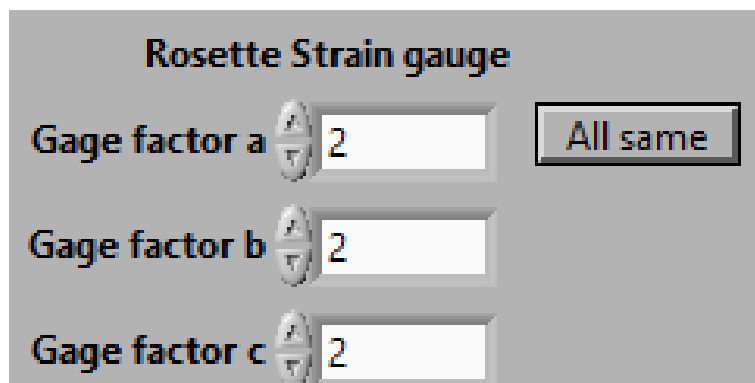 Rosette Strain gauge
Gage factor a 2 All same
Gage factor b 2
Gage factor c 2